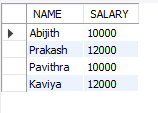 NAME SALARY
Abijith 10000
Prakash 12000
Pavithra 10000
Kaviya 12000